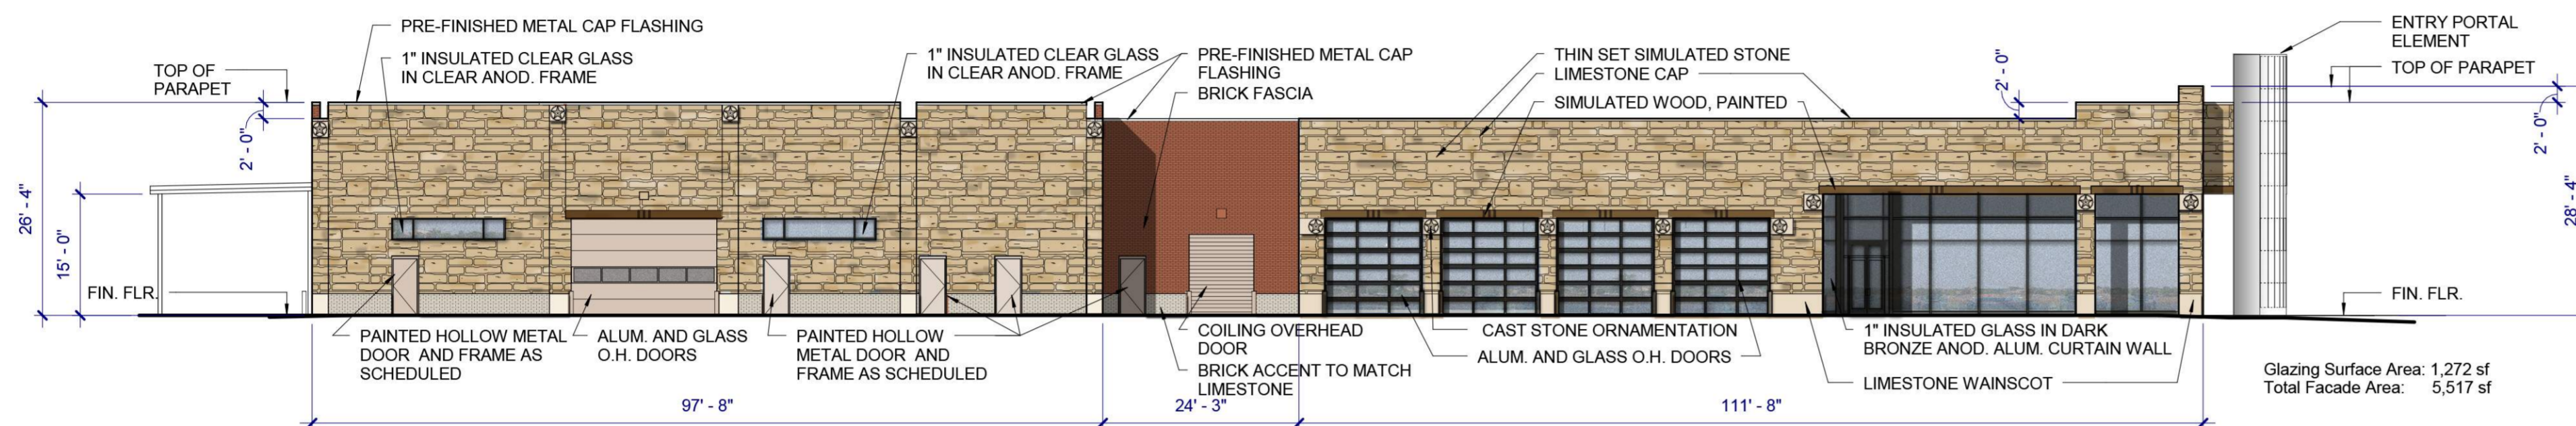 PRE-FINISHED METAL CAP FLASHING
1" INSULATED CLEAR GLASS
IN CLEAR ANOD. FRAME
TOP OF
PARAPET
1" INSULATED CLEAR GLASS
IN CLEAR ANOD. FRAME
PRE-FINISHED METAL CAP
FLASHING
BRICK FASCIA
THIN SET SIMULATED STONE
LIMESTONE CAP
SIMULATED WOOD, PAINTED
2' - 0"
ENTRY PORTAL
ELEMENT
TOP OF PARAPET
2' - 0"
26' - 4"
15' - 0"
2' - 0"
28' - 4"
FIN. FLR.
FIN. FLR.
PAINTED HOLLOW METAL
DOOR AND FRAME AS
SCHEDULED
ALUM. AND GLASS
O.H. DOORS
PAINTED HOLLOW
METAL DOOR AND
FRAME AS SCHEDULED
COILING OVERHEAD
DOOR
BRICK ACCENT TO MATCH
LIMESTONE
CAST STONE ORNAMENTATION
ALUM. AND GLASS O.H. DOORS
1" INSULATED GLASS IN DARK
BRONZE ANOD. ALUM. CURTAIN WALL
LIMESTONE WAINSCOT
Glazing Surface Area: 1,272 sf
Total Facade Area: 5,517 sf
97' - 8"
24' - 3"
111' - 8"